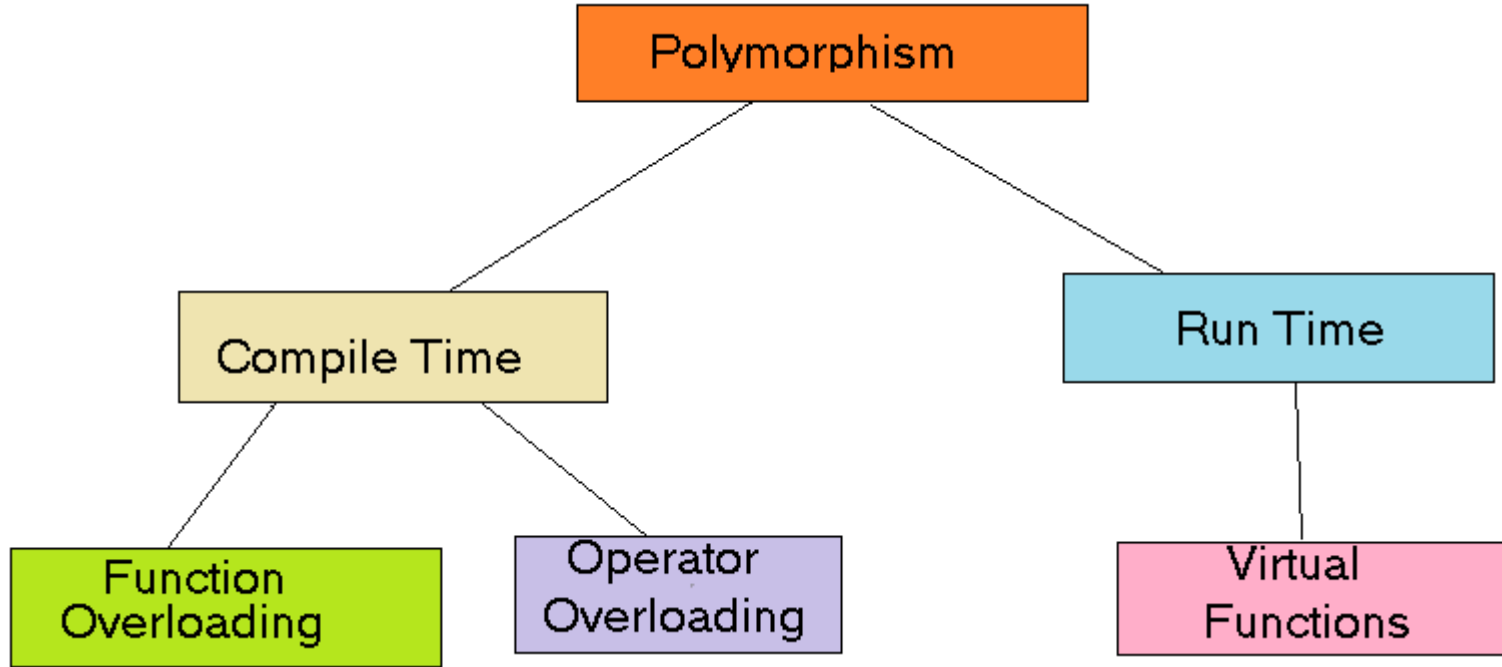 Polymorphism
Compile Time
Run Time
Function
Overloading
Operator
Overloading
Virtual
Functions